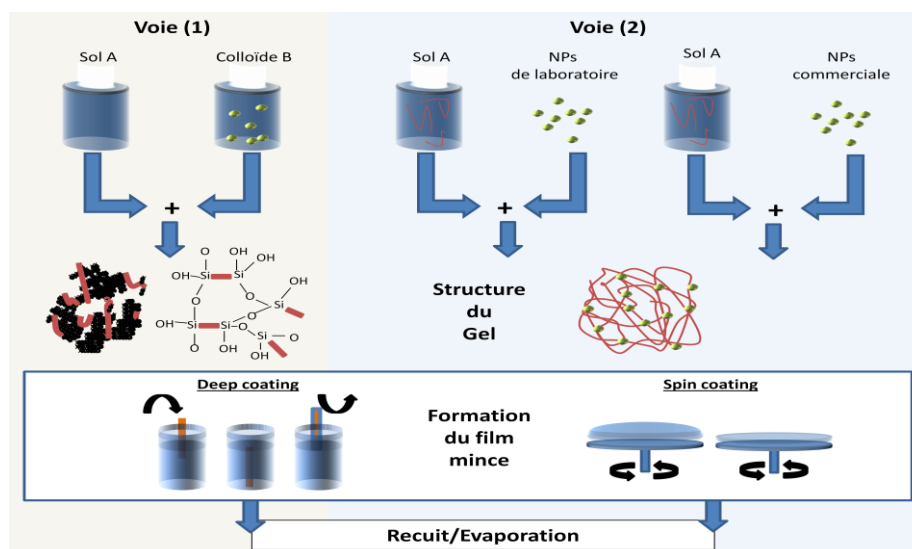 Voie (1)
Voie (2)
Sol A
Colloïde B
Sol A
NPs
de laboratoire
Sol A
NPs
commerciale
+
+
+
O
OH
OH
OH
Si
Si
OH
O
O
Si
O
Si
Si
O
Si
O
O
OH
OH
Structure
du
Gel
Deep coating
Spin coating
Formation
du film
mince
Recuit/Evaporation